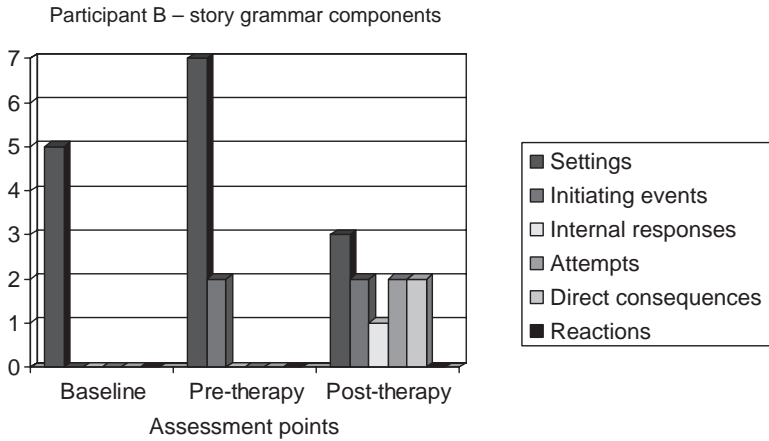 Participant B – story grammar components
7
6
5
4
3
2
1
0
Baseline Pre-therapy Post-therapy
Assessment points
Settings
Initiating events
Internal responses
Attempts
Direct consequences
Reactions